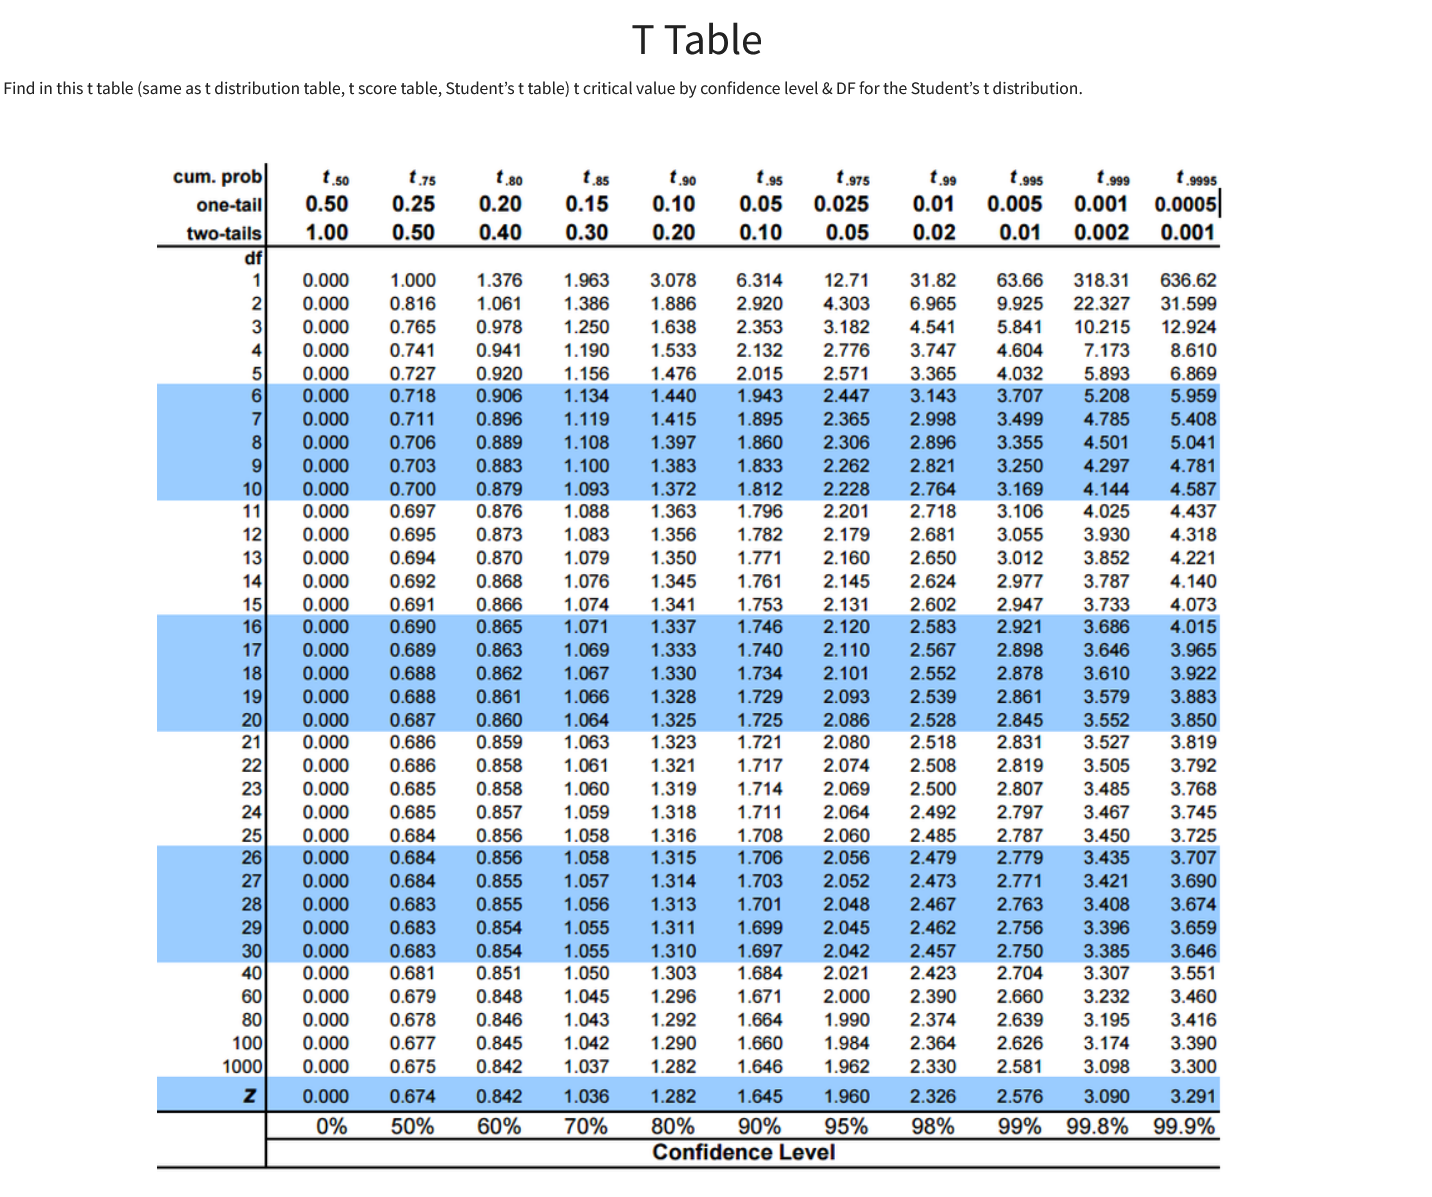 T Table
Find in this t table (same as t distribution table, t score table, Student’s t table) t critical value by confidence level & DF for the Student’s t distribution.
cum. prob t .50 t .75 t .80 t .85 t .90 t .95 t .975 t .99 t .995 t .999 t .9995
one-tail 0.50 0.25 0.20 0.15 0.10 0.05 0.025 0.01 0.005 0.001 0.0005
two-tails 1.00 0.50 0.40 0.30 0.20 0.10 0.05 0.02 0.01 0.002 0.001
df
1 0.000 1.000 1.376 1.963 3.078 6.314 12.71 31.82 63.66 318.31 636.62
2 0.000 0.816 1.061 1.386 1.886 2.920 4.303 6.965 9.925 22.327 31.599
3 0.000 0.765 0.978 1.250 1.638 2.353 3.182 4.541 5.841 10.215 12.924
4 0.000 0.741 0.941 1.190 1.533 2.132 2.776 3.747 4.604 7.173 8.610
5 0.000 0.727 0.920 1.156 1.476 2.015 2.571 3.365 4.032 5.893 6.869
6 0.000 0.718 0.906 1.134 1.440 1.943 2.447 3.143 3.707 5.208 5.959
7 0.000 0.711 0.896 1.119 1.415 1.895 2.365 2.998 3.499 4.785 5.408
8 0.000 0.706 0.889 1.108 1.397 1.860 2.306 2.896 3.355 4.501 5.041
9 0.000 0.703 0.883 1.100 1.383 1.833 2.262 2.821 3.250 4.297 4.781
10 0.000 0.700 0.879 1.093 1.372 1.812 2.228 2.764 3.169 4.144 4.587
11 0.000 0.697 0.876 1.088 1.363 1.796 2.201 2.718 3.106 4.025 4.437
12 0.000 0.695 0.873 1.083 1.356 1.782 2.179 2.681 3.055 3.930 4.318
13 0.000 0.694 0.870 1.079 1.350 1.771 2.160 2.650 3.012 3.852 4.221
14 0.000 0.692 0.868 1.076 1.345 1.761 2.145 2.624 2.977 3.787 4.140
15 0.000 0.691 0.866 1.074 1.341 1.753 2.131 2.602 2.947 3.733 4.073
16 0.000 0.690 0.865 1.071 1.337 1.746 2.120 2.583 2.921 3.686 4.015
17 0.000 0.689 0.863 1.069 1.333 1.740 2.110 2.567 2.898 3.646 3.965
18 0.000 0.688 0.862 1.067 1.330 1.734 2.101 2.552 2.878 3.610 3.922
19 0.000 0.688 0.861 1.066 1.328 1.729 2.093 2.539 2.861 3.579 3.883
20 0.000 0.687 0.860 1.064 1.325 1.725 2.086 2.528 2.845 3.552 3.850
21 0.000 0.686 0.859 1.063 1.323 1.721 2.080 2.518 2.831 3.527 3.819
22 0.000 0.686 0.858 1.061 1.321 1.717 2.074 2.508 2.819 3.505 3.792
23 0.000 0.685 0.858 1.060 1.319 1.714 2.069 2.500 2.807 3.485 3.768
24 0.000 0.685 0.857 1.059 1.318 1.711 2.064 2.492 2.797 3.467 3.745
25 0.000 0.684 0.856 1.058 1.316 1.708 2.060 2.485 2.787 3.450 3.725
26 0.000 0.684 0.856 1.058 1.315 1.706 2.056 2.479 2.779 3.435 3.707
27 0.000 0.684 0.855 1.057 1.314 1.703 2.052 2.473 2.771 3.421 3.690
28 0.000 0.683 0.855 1.056 1.313 1.701 2.048 2.467 2.763 3.408 3.674
29 0.000 0.683 0.854 1.055 1.311 1.699 2.045 2.462 2.756 3.396 3.659
30 0.000 0.683 0.854 1.055 1.310 1.697 2.042 2.457 2.750 3.385 3.646
40 0.000 0.681 0.851 1.050 1.303 1.684 2.021 2.423 2.704 3.307 3.551
60 0.000 0.679 0.848 1.045 1.296 1.671 2.000 2.390 2.660 3.232 3.460
80 0.000 0.678 0.846 1.043 1.292 1.664 1.990 2.374 2.639 3.195 3.416
100 0.000 0.677 0.845 1.042 1.290 1.660 1.984 2.364 2.626 3.174 3.390
1000 0.000 0.675 0.842 1.037 1.282 1.646 1.962 2.330 2.581 3.098 3.300
Z 0.000 0.674 0.842 1.036 1.282 1.645 1.960 2.326 2.576 3.090 3.291
0% 50% 60% 70% 80% 90% 95% 98% 99% 99.8% 99.9%
Confidence Level